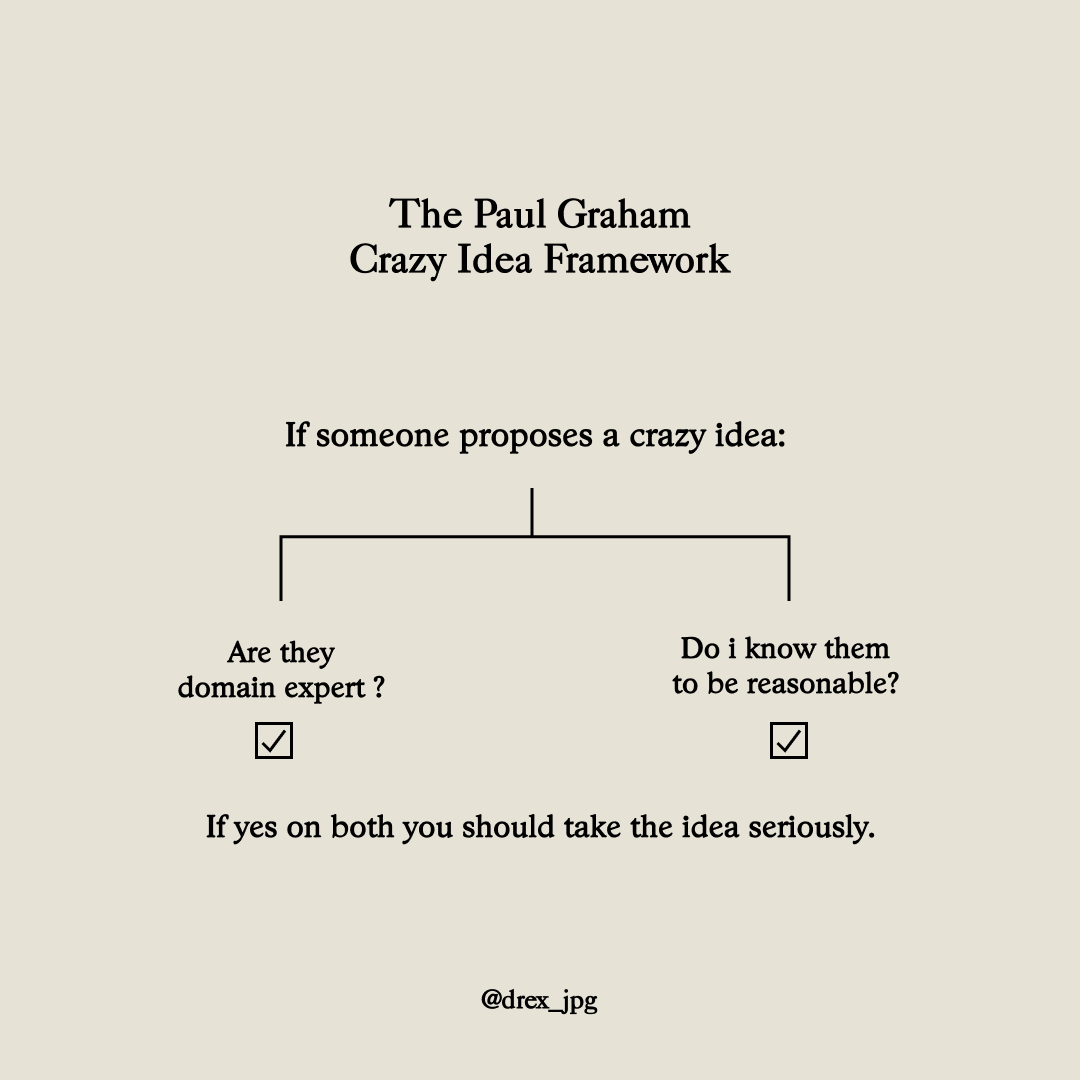 The Paul Graham
Crazy Idea Framework
If someone proposes a crazy idea:
Are they
domain expert ?
Do i know them
to be reasonable?
If yes on both you should take the idea seriously.
@drex_jpg